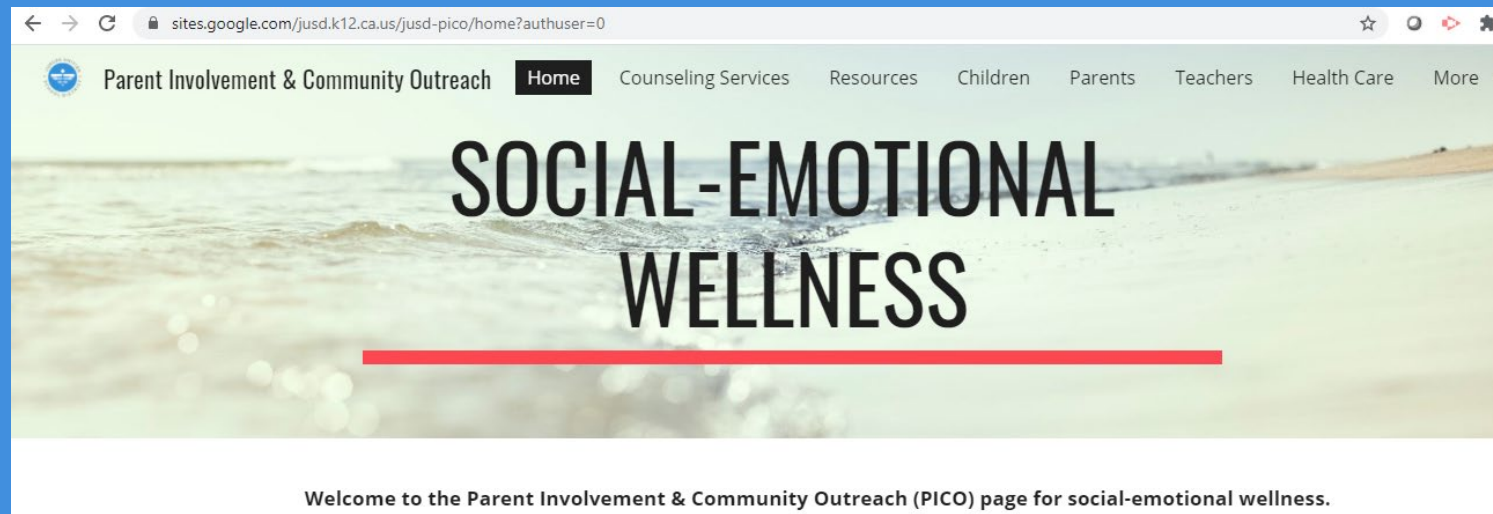 sites.google.com/jusd.k12.ca.us/jusd-pico/home?authuser=0
Parent Involvement & Community Outreach Home Counseling Services Resources Children Parents Teachers Health Care More
SOCIAL-EMOTIONAL
WELLNESS
Welcome to the Parent Involvement & Community Outreach (PICO) page for social-emotional wellness.